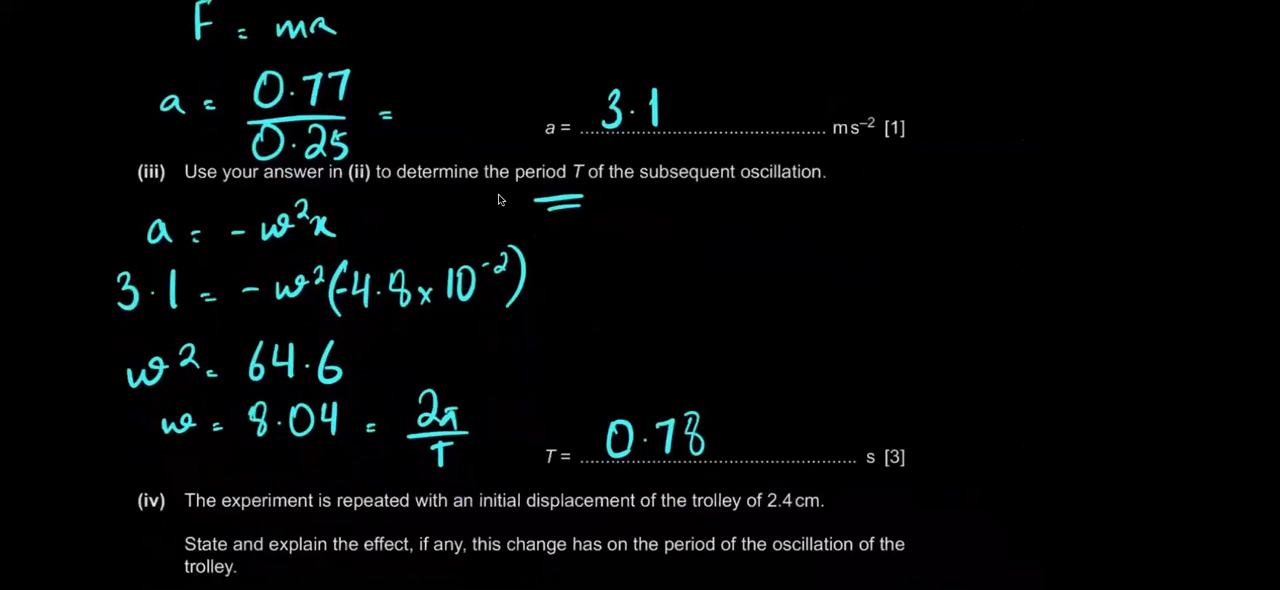 F = ma
a = 0.77 / 0.25 =
a = 3.1 ms⁻² [1]
(iii) Use your answer in (ii) to determine the period T of the subsequent oscillation.
a = - ω²x
3.1 = - ω²(-4.8 × 10⁻²)
ω² = 64.6
ω = 8.04 = 2π / T
T = 0.78 s [3]
(iv) The experiment is repeated with an initial displacement of the trolley of 2.4 cm.
State and explain the effect, if any, this change has on the period of the oscillation of the
trolley.